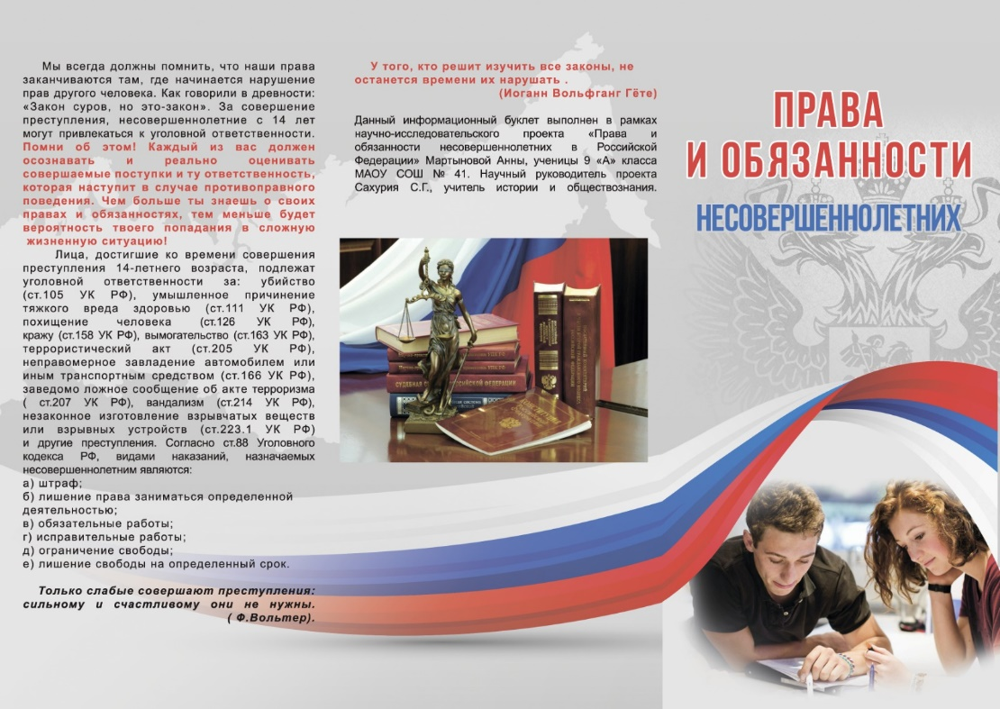 Мы всегда должны помнить, что наши права
заканчиваются там, где начинается нарушение
прав другого человека. Как говорили в древности:
«Закон суров, но это-закон». За совершение
преступления, несовершеннолетние с 14 лет
могут привлекаться к уголовной ответственности.
Помни об этом! Каждый из вас должен
осознавать и реально оценивать
совершаемые поступки и ту ответственность,
которая наступит в случае противоправного
поведения. Чем больше ты знаешь о своих
правах и обязанностях, тем меньше будет
вероятность твоего попадания в сложную
жизненную ситуацию!
Лица, достигшие ко времени совершения
преступления 14-летнего возраста, подлежат
уголовной ответственности за: убийство
(ст.105 УК РФ), умышленное причинение
тяжкого вреда здоровью (ст.111 УК РФ),
похищение человека (ст.126 УК РФ),
кражу (ст.158 УК РФ), вымогательство (ст.163 УК РФ),
террористический акт (ст.205 УК РФ),
неправомерное завладение автомобилем или
иным транспортным средством (ст.166 УК РФ),
заведомо ложное сообщение об акте терроризма
( ст.207 УК РФ), вандализм (ст.214 УК РФ),
незаконное изготовление взрывчатых веществ
или взрывных устройств (ст.223.1 УК РФ)
и другие преступления. Согласно ст.88 Уголовного
кодекса РФ, видами наказаний, назначаемых
несовершеннолетним являются:
а) штраф;
б) лишение права заниматься определенной
деятельностью;
в) обязательные работы;
г) исправительные работы;
д) ограничение свободы;
е) лишение свободы на определенный срок.
Только слабые совершают преступления:
сильному и счастливому они не нужны.
( Ф.Вольтер).
У того, кто решит изучить все законы, не
останется времени их нарушать .
(Иоганн Вольфганг Гёте)
Данный информационный буклет выполнен в рамках
научно-исследовательского проекта «Права и
обязанности несовершеннолетних в Российской
Федерации» Мартыновой Анны, ученицы 9 «А» класса
МАОУ СОШ № 41. Научный руководитель проекта
Сахурия С.Г., учитель истории и обществознания.
СУДЕБНАЯ РОССИЙСКОЙ ФЕДЕРАЦИИ
ПРАВА
И ОБЯЗАННОСТИ
НЕСОВЕРШЕННОЛЕТНИХ